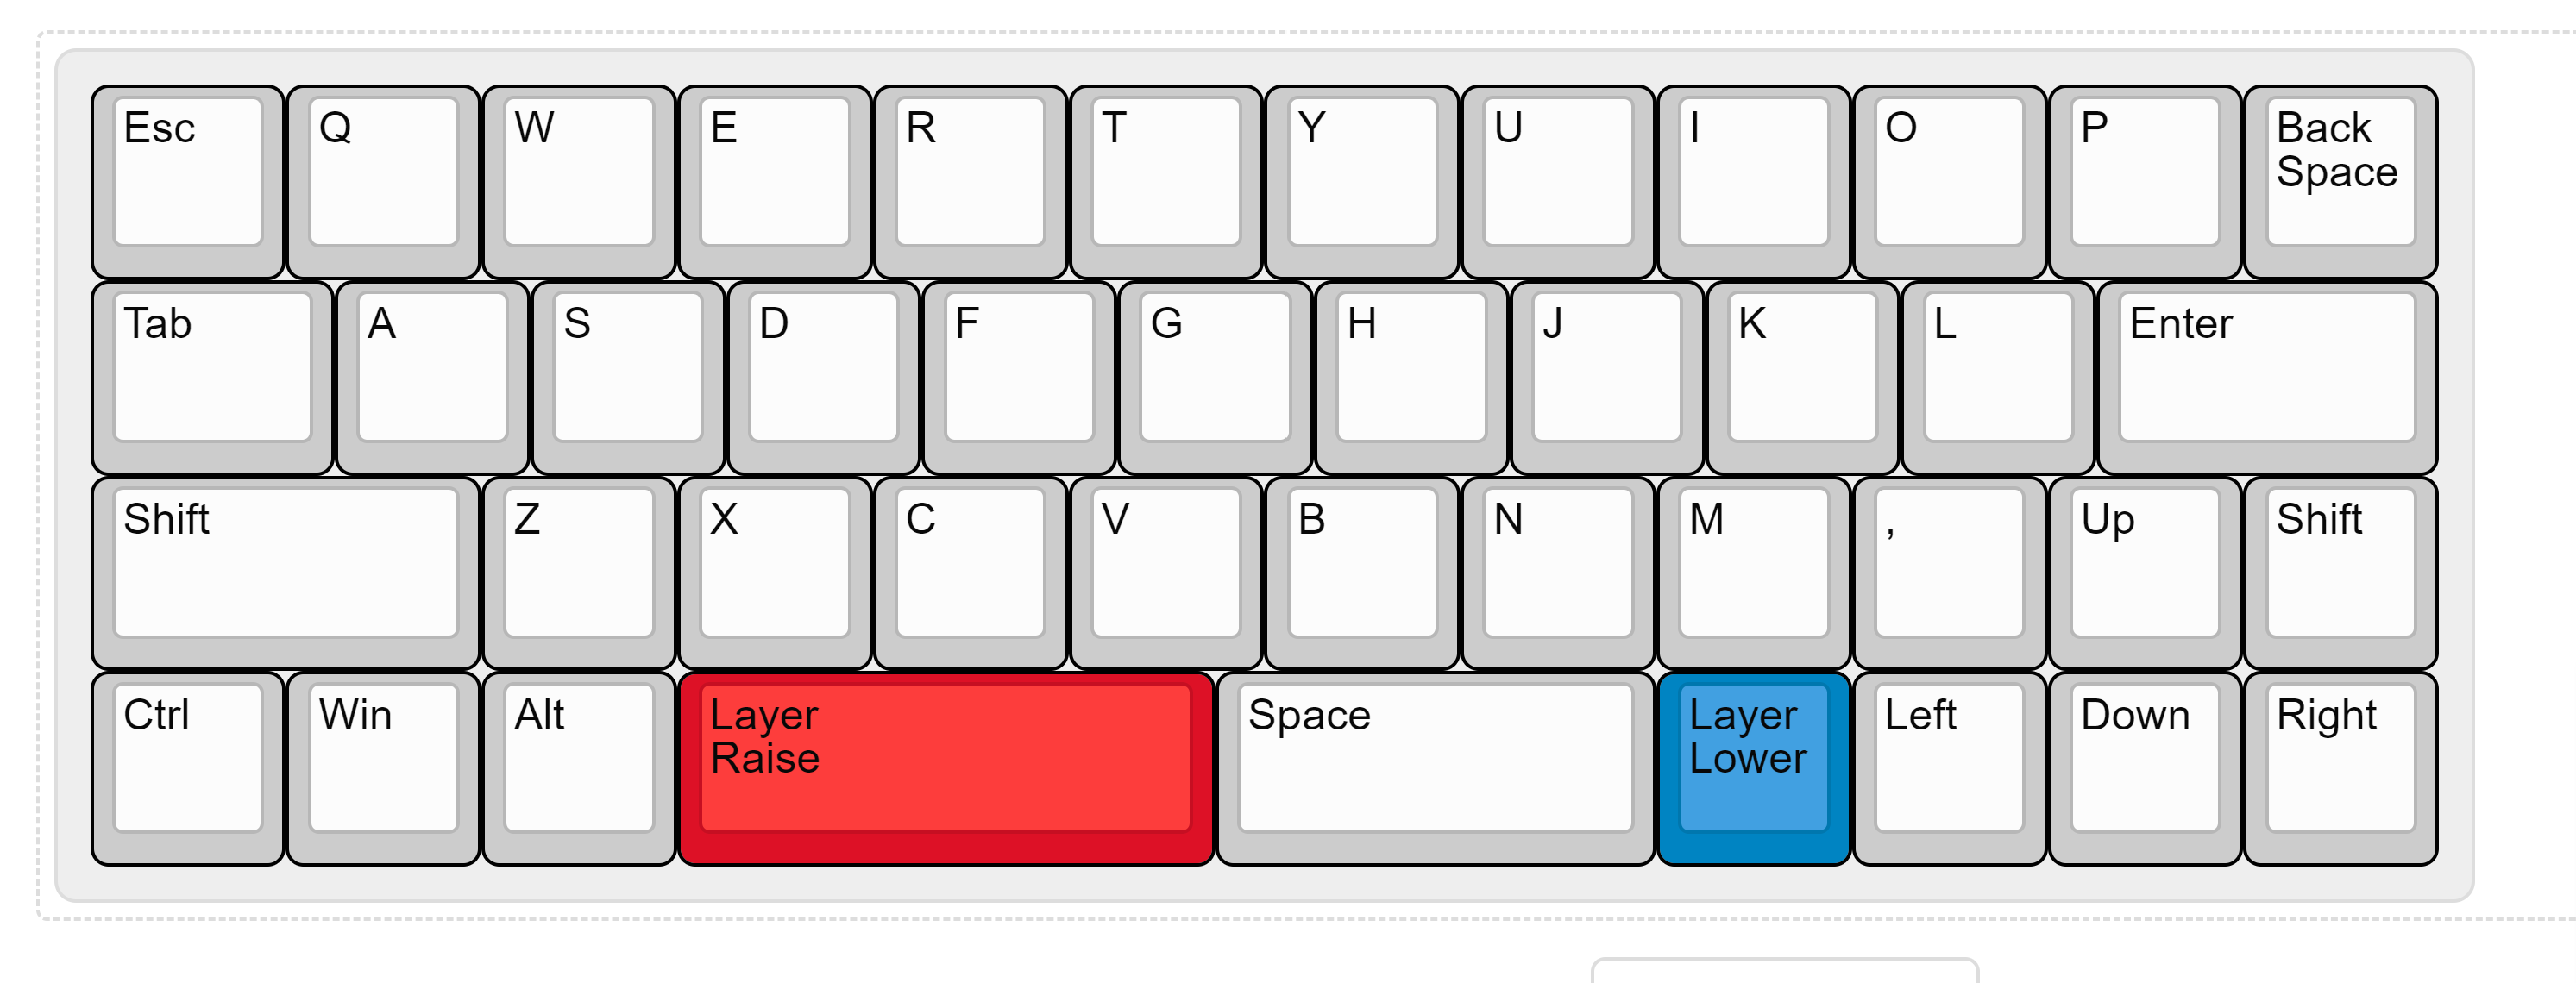 Esc Q W E R T Y U I O P Back
Space
Tab A S D F G H J K L Enter
Shift Z X C V B N M , Up Shift
Ctrl Win Alt Layer Space Layer Left Down Right
Raise Lower